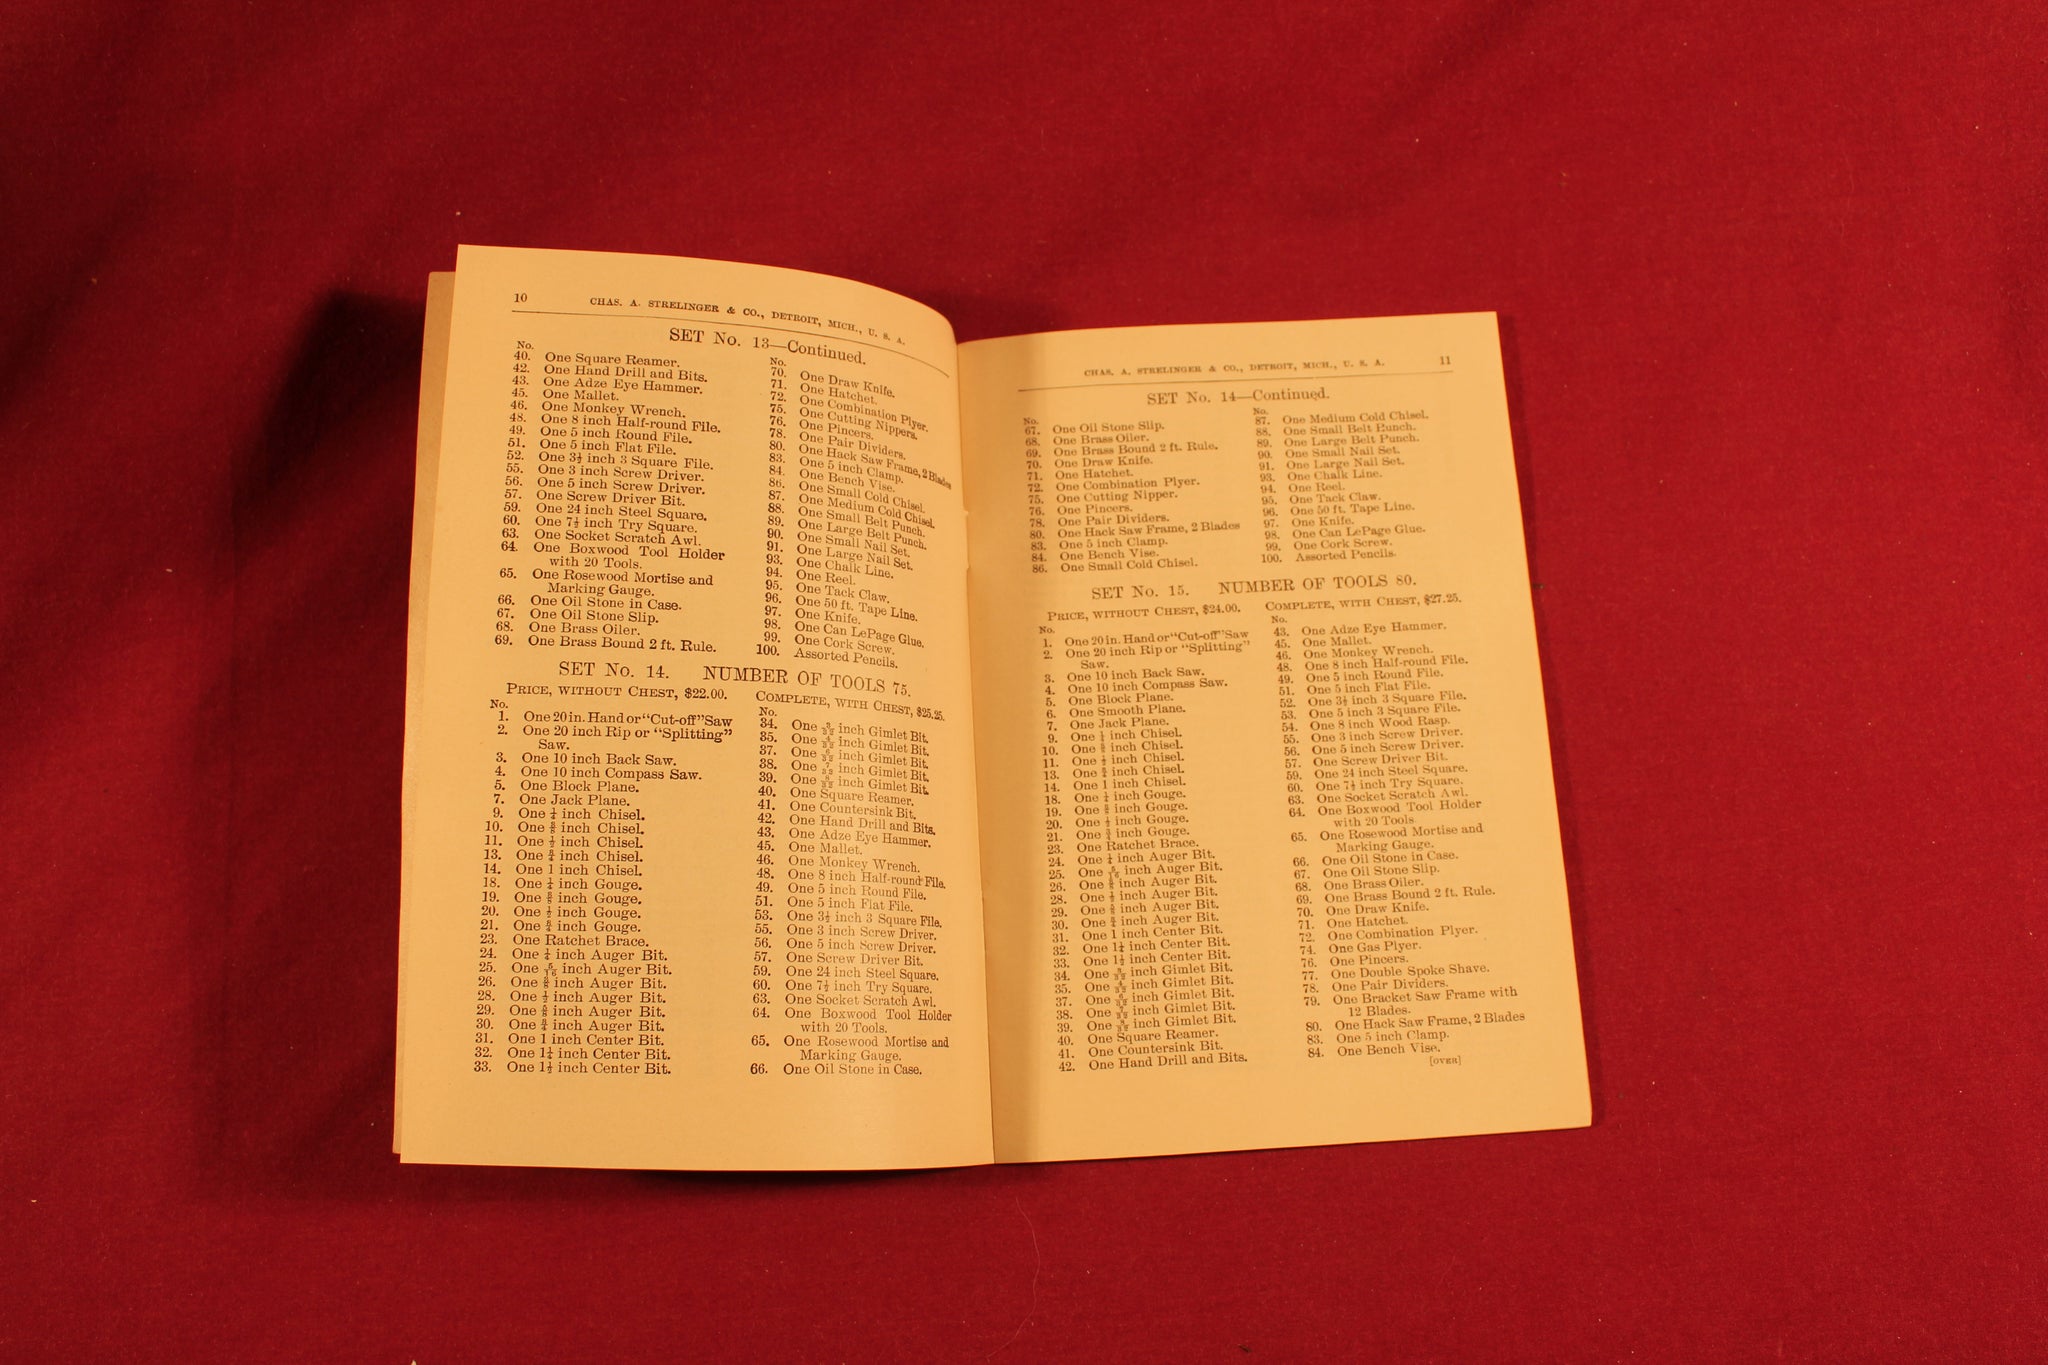 10 CHAS. A. STRELINGER & CO., DETROIT, MICH., U. S. A.
SET No. 13—Continued.
No.
40. One Square Reamer.
42. One Hand Drill and Bits.
43. One Adze Eye Hammer.
45. One Mallet.
46. One Monkey Wrench.
48. One 8 inch Half-round File.
49. One 5 inch Round File.
51. One 5 inch Flat File.
52. One 3½ inch 3 Square File.
55. One 3 inch Screw Driver.
56. One 5 inch Screw Driver.
57. One Screw Driver Bit.
59. One 24 inch Steel Square.
60. One 7½ inch Try Square.
63. One Socket Scratch Awl.
64. One Boxwood Tool Holder
with 20 Tools.
65. One Rosewood Mortise and
Marking Gauge.
66. One Oil Stone in Case.
67. One Oil Stone Slip.
68. One Brass Oiler.
69. One Brass Bound 2 ft. Rule.
No.
70. One Draw Knife.
71. One Hatchet.
72. One Combination Plyer.
75. One Cutting Nippers.
76. One Pincers.
78. One Pair Dividers.
80. One Hack Saw Frame, 2 Blades
83. One 5 inch Clamp.
84. One Bench Vise.
86. One Small Cold Chisel.
87. One Medium Cold Chisel.
88. One Small Belt Punch.
89. One Large Belt Punch.
90. One Small Nail Set.
91. One Large Nail Set.
93. One Chalk Line.
94. One Reel.
95. One Tack Claw.
96. One 50 ft. Tape Line.
97. One Knife.
98. One Can LePage Glue.
99. One Cork Screw.
100. Assorted Pencils.
SET No. 14. NUMBER OF TOOLS 75.
PRICE, WITHOUT CHEST, $22.00. COMPLETE, WITH CHEST, $25.25.
No.
1. One 20 in. Hand or "Cut-off" Saw
2. One 20 inch Rip or "Splitting"
Saw.
3. One 10 inch Back Saw.
4. One 10 inch Compass Saw.
5. One Block Plane.
7. One Jack Plane.
9. One ¼ inch Chisel.
10. One ⅜ inch Chisel.
11. One ½ inch Chisel.
13. One ¾ inch Chisel.
14. One 1 inch Chisel.
18. One ¼ inch Gouge.
19. One ⅜ inch Gouge.
20. One ½ inch Gouge.
21. One ¾ inch Gouge.
23. One Ratchet Brace.
24. One ¼ inch Auger Bit.
25. One 5/16 inch Auger Bit.
26. One ⅜ inch Auger Bit.
28. One ½ inch Auger Bit.
29. One ⅝ inch Auger Bit.
30. One ¾ inch Auger Bit.
31. One 1 inch Center Bit.
32. One 1¼ inch Center Bit.
33. One 1½ inch Center Bit.
No.
34. One 3/32 inch Gimlet Bit.
35. One 4/32 inch Gimlet Bit.
37. One 6/32 inch Gimlet Bit.
38. One 7/32 inch Gimlet Bit.
39. One 8/32 inch Gimlet Bit.
40. One Square Reamer.
41. One Countersink Bit.
42. One Hand Drill and Bits.
43. One Adze Eye Hammer.
45. One Mallet.
46. One Monkey Wrench.
48. One 8 inch Half-round File.
49. One 5 inch Round File.
51. One 5 inch Flat File.
53. One 3½ inch 3 Square File.
55. One 3 inch Screw Driver.
56. One 5 inch Screw Driver.
57. One Screw Driver Bit.
59. One 24 inch Steel Square.
60. One 7½ inch Try Square.
63. One Socket Scratch Awl.
64. One Boxwood Tool Holder
with 20 Tools.
65. One Rosewood Mortise and
Marking Gauge.
66. One Oil Stone in Case.
CHAS. A. STRELINGER & CO., DETROIT, MICH., U. S. A. 11
SET No. 14—Continued.
No.
67. One Oil Stone Slip.
68. One Brass Oiler.
69. One Brass Bound 2 ft. Rule.
70. One Draw Knife.
71. One Hatchet.
72. One Combination Plyer.
75. One Cutting Nipper.
76. One Pincers.
78. One Pair Dividers.
80. One Hack Saw Frame, 2 Blades
83. One 5 inch Clamp.
84. One Bench Vise.
86. One Small Cold Chisel.
No.
87. One Medium Cold Chisel.
88. One Small Belt Punch.
89. One Large Belt Punch.
90. One Small Nail Set.
91. One Large Nail Set.
93. One Chalk Line.
94. One Reel.
95. One Tack Claw.
96. One 50 ft. Tape Line.
97. One Knife.
98. One Can LePage Glue.
99. One Cork Screw.
100. Assorted Pencils.
SET No. 15. NUMBER OF TOOLS 80.
PRICE, WITHOUT CHEST, $24.00. COMPLETE, WITH CHEST, $27.25.
No.
1. One 20 in. Hand or "Cut-off" Saw
2. One 20 inch Rip or "Splitting"
Saw.
3. One 10 inch Back Saw.
4. One 10 inch Compass Saw.
5. One Block Plane.
6. One Smooth Plane.
7. One Jack Plane.
9. One ¼ inch Chisel.
10. One ⅜ inch Chisel.
11. One ½ inch Chisel.
13. One ¾ inch Chisel.
14. One 1 inch Chisel.
18. One ¼ inch Gouge.
19. One ⅜ inch Gouge.
20. One ½ inch Gouge.
21. One ¾ inch Gouge.
23. One Ratchet Brace.
24. One ¼ inch Auger Bit.
25. One 5/16 inch Auger Bit.
26. One ⅜ inch Auger Bit.
28. One ½ inch Auger Bit.
29. One ⅝ inch Auger Bit.
30. One ¾ inch Auger Bit.
31. One 1 inch Center Bit.
32. One 1¼ inch Center Bit.
33. One 1½ inch Center Bit.
34. One 3/32 inch Gimlet Bit.
35. One 4/32 inch Gimlet Bit.
37. One 6/32 inch Gimlet Bit.
38. One 7/32 inch Gimlet Bit.
39. One 8/32 inch Gimlet Bit.
40. One Square Reamer.
41. One Countersink Bit.
42. One Hand Drill and Bits.
No.
43. One Adze Eye Hammer.
45. One Mallet.
46. One Monkey Wrench.
48. One 8 inch Half-round File.
49. One 5 inch Round File.
51. One 5 inch Flat File.
52. One 3½ inch 3 Square File.
53. One 5 inch 3 Square File.
54. One 8 inch Wood Rasp.
55. One 3 inch Screw Driver.
56. One 5 inch Screw Driver.
57. One Screw Driver Bit.
59. One 24 inch Steel Square.
60. One 7½ inch Try Square.
63. One Socket Scratch Awl.
64. One Boxwood Tool Holder
with 20 Tools
65. One Rosewood Mortise and
Marking Gauge.
66. One Oil Stone in Case.
67. One Oil Stone Slip.
68. One Brass Oiler.
69. One Brass Bound 2 ft. Rule.
70. One Draw Knife.
71. One Hatchet.
72. One Combination Plyer.
74. One Gas Plyer.
76. One Pincers.
77. One Double Spoke Shave.
78. One Pair Dividers.
79. One Bracket Saw Frame with
12 Blades.
80. One Hack Saw Frame, 2 Blades
83. One 5 inch Clamp.
84. One Bench Vise.
[OVER]